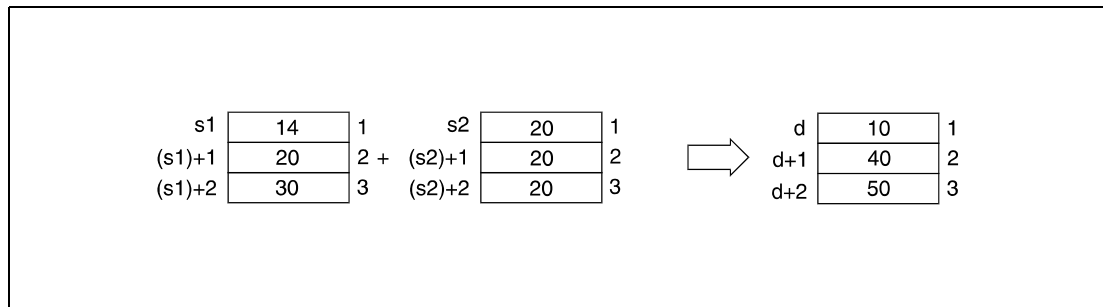 s1 14 1 s2 20 1 d 10 1
(s1)+1 20 2 + (s2)+1 20 2 d+1 40 2
(s1)+2 30 3 (s2)+2 20 3 d+2 50 3